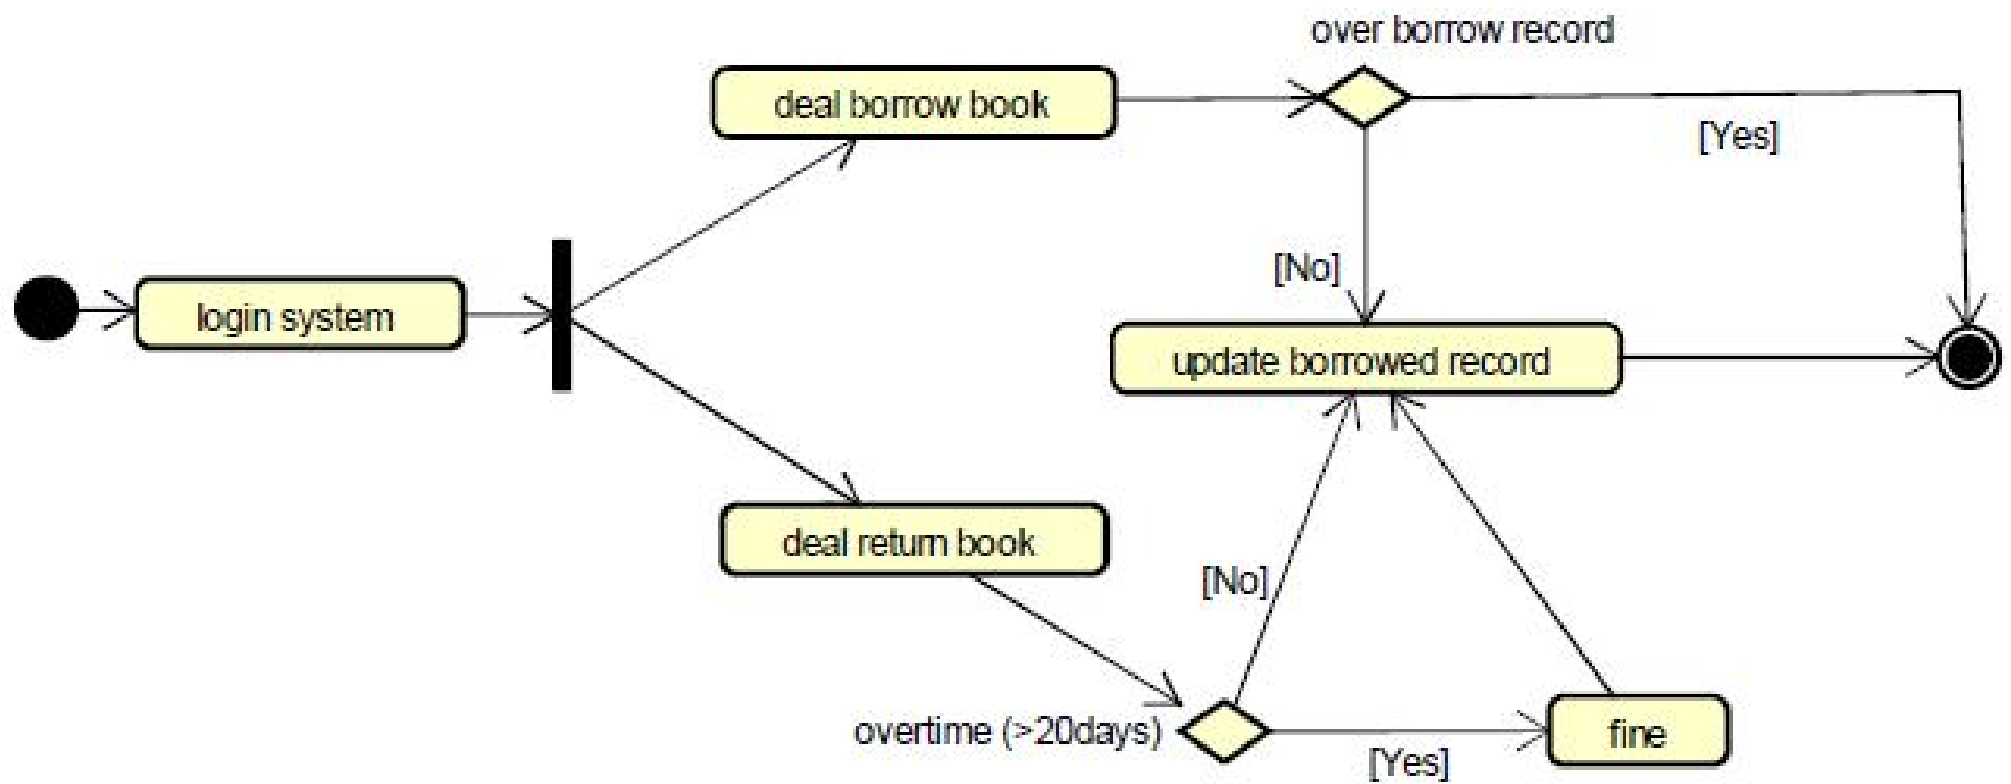 over borrow record
deal borrow book
[Yes]
[No]
login system
update borrowed record
deal return book
[No]
overtime (>20days)
[Yes]
fine